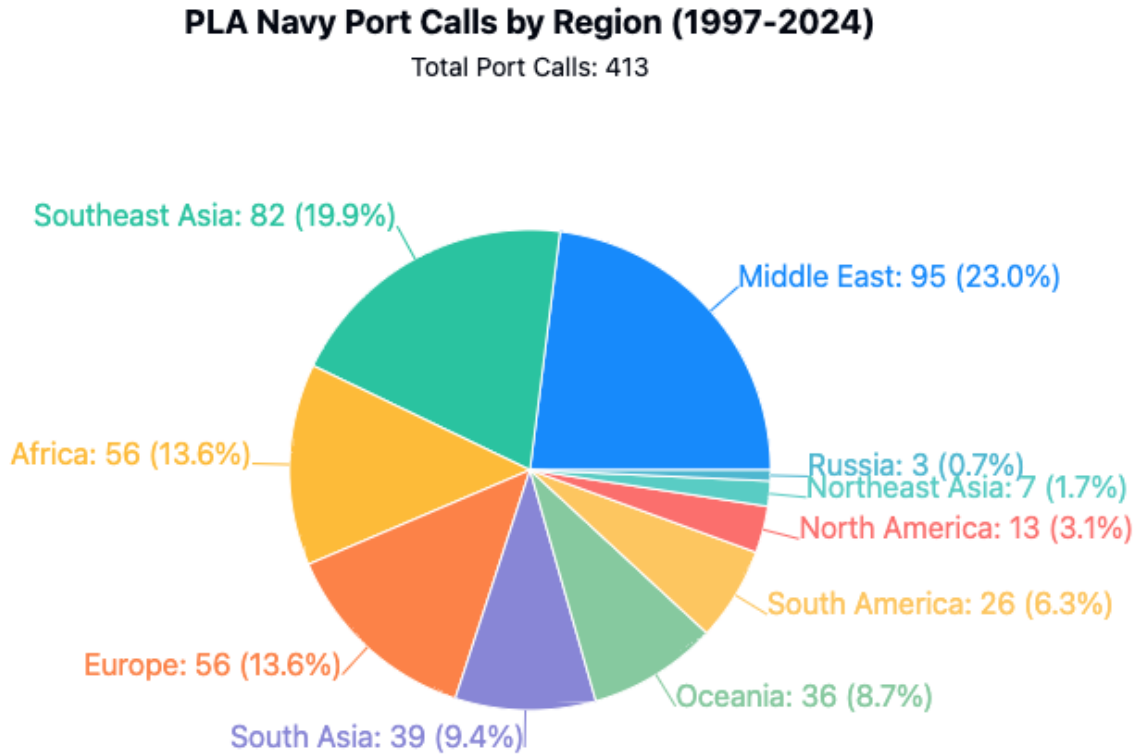 PLA Navy Port Calls by Region (1997-2024)
Total Port Calls: 413
Southeast Asia: 82 (19.9%)
Middle East: 95 (23.0%)
Africa: 56 (13.6%)
Russia: 3 (0.7%)
Northeast Asia: 7 (1.7%)
North America: 13 (3.1%)
South America: 26 (6.3%)
Europe: 56 (13.6%)
Oceania: 36 (8.7%)
South Asia: 39 (9.4%)